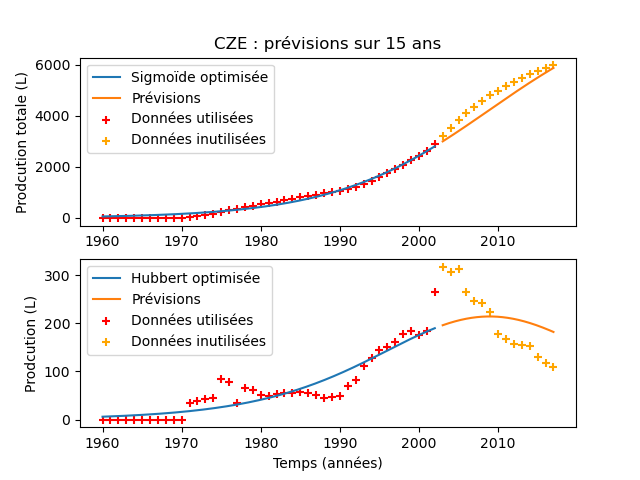 CZE : prévisions sur 15 ans
Prodcution totale (L)
6000
4000
2000
0
Sigmoïde optimisée
Prévisions
Données utilisées
Données inutilisées
1960 1970 1980 1990 2000 2010
Prodcution (L)
300
200
100
0
Hubbert optimisée
Prévisions
Données utilisées
Données inutilisées
1960 1970 1980 1990 2000 2010
Temps (années)